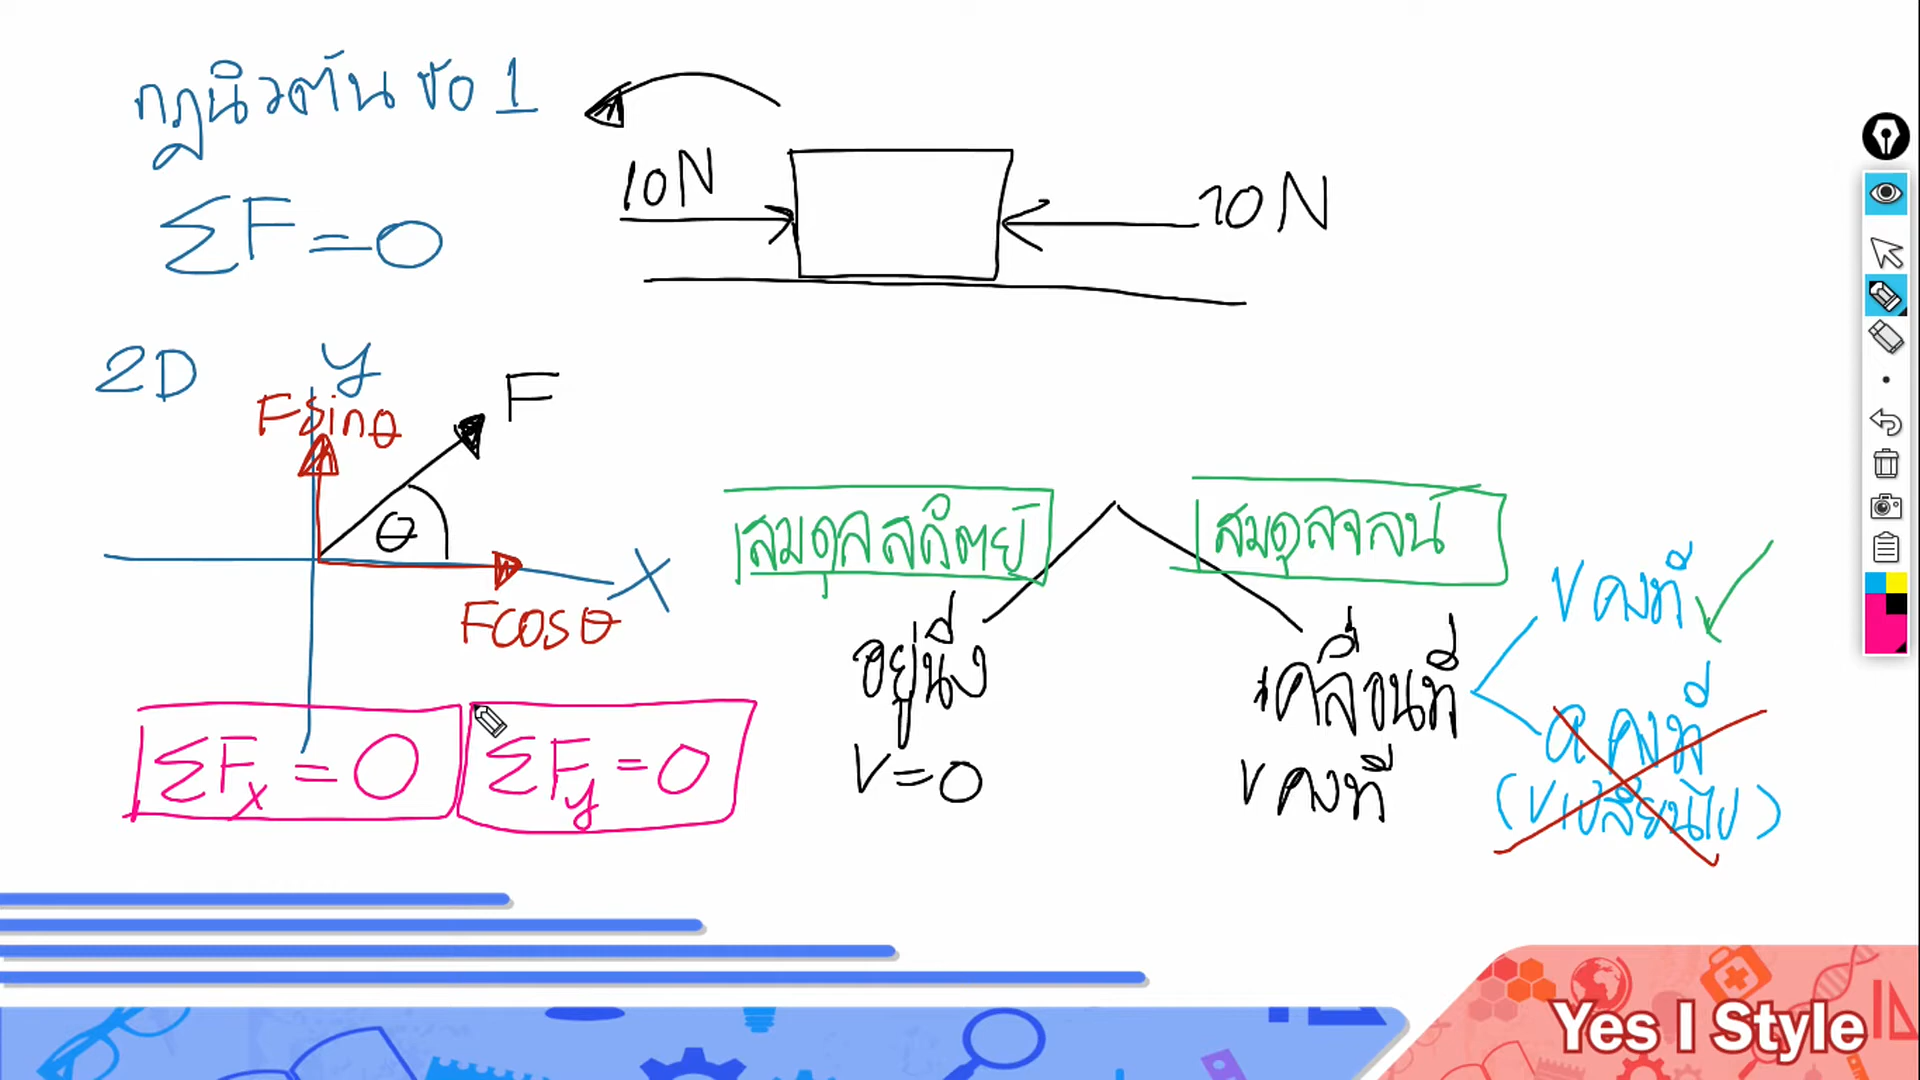 กฎนิวตัน ข้อ 1
ΣF = 0
10N
10N
2D
y
F
Fsinθ
θ
x
Fcosθ
ΣFx = 0
ΣFy = 0
สมดุลสถิตย์
สมดุลจลน์
อยู่นิ่ง
v = 0
เคลื่อนที่
v คงที่
v คงที่
a คงที่
(v เปลี่ยนไป)
Yes I Style